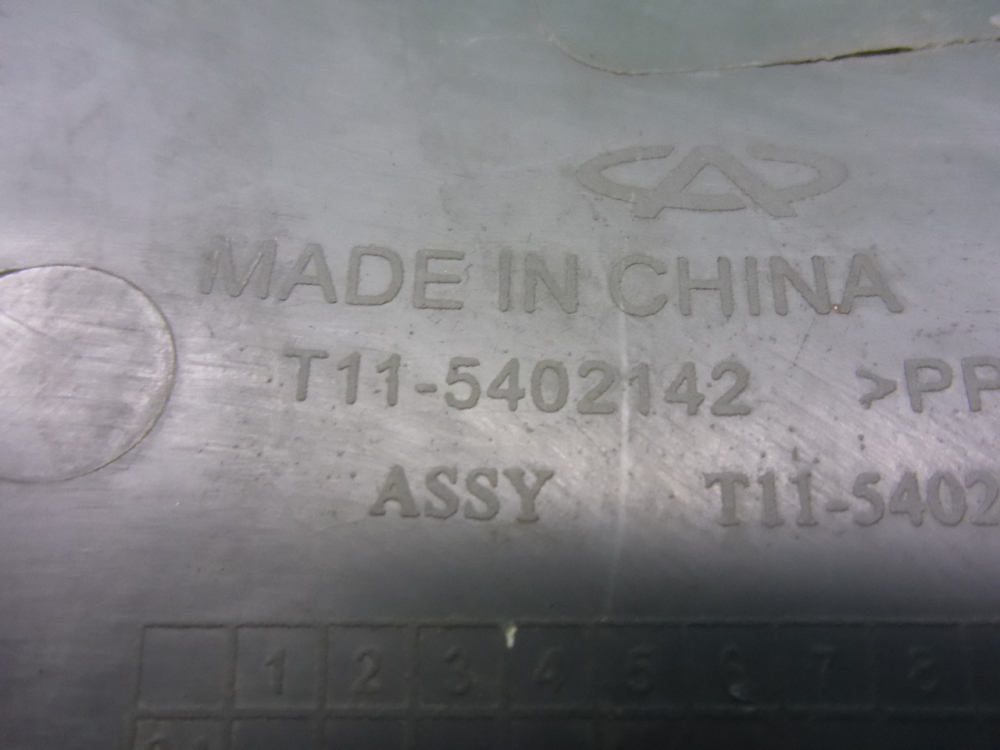 MADE IN CHINA
T11-5402142 >PP
ASSY T11-5402
1 2 3 4 5 6 7 8